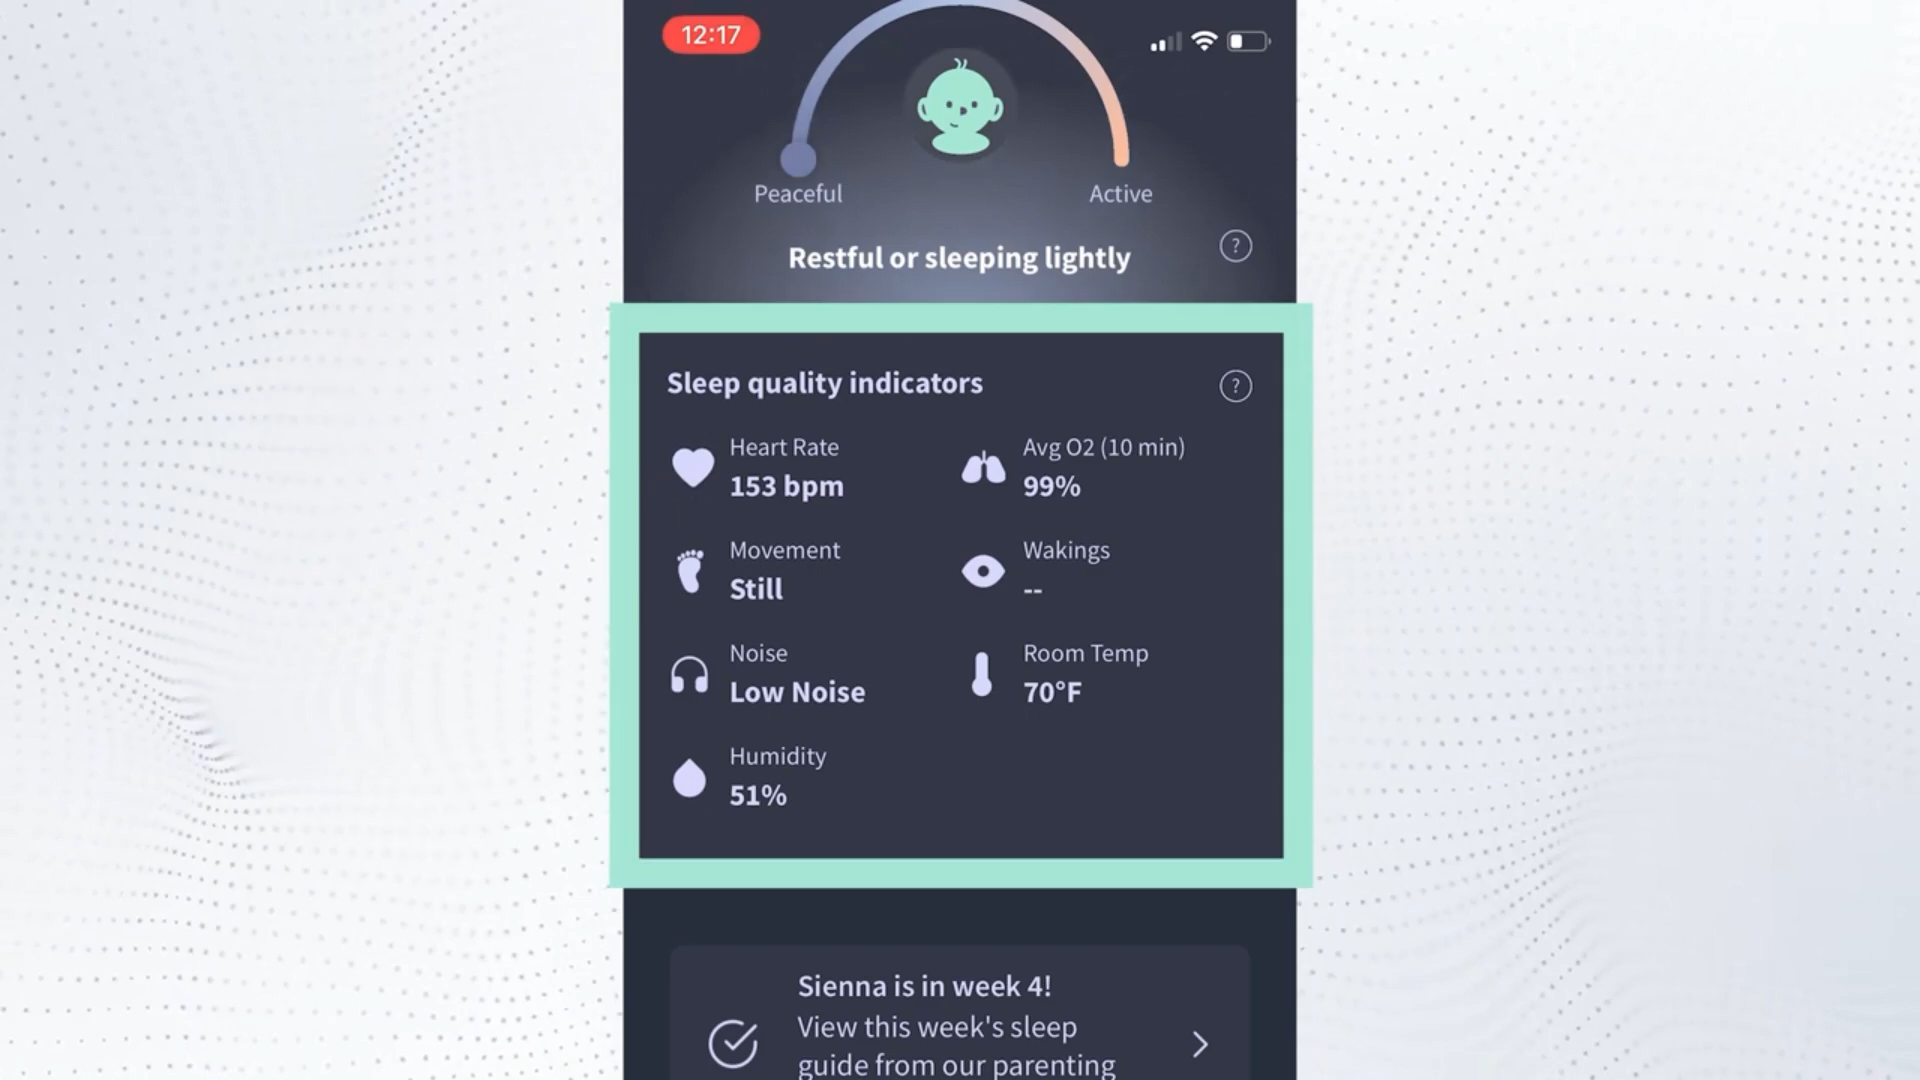 12:17
Peaceful
Active
Restful or sleeping lightly
?
Sleep quality indicators
?
Heart Rate
153 bpm
Avg O2 (10 min)
99%
Movement
Still
Wakings
--
Noise
Low Noise
Room Temp
70°F
Humidity
51%
Sienna is in week 4!
View this week's sleep
guide from our parenting